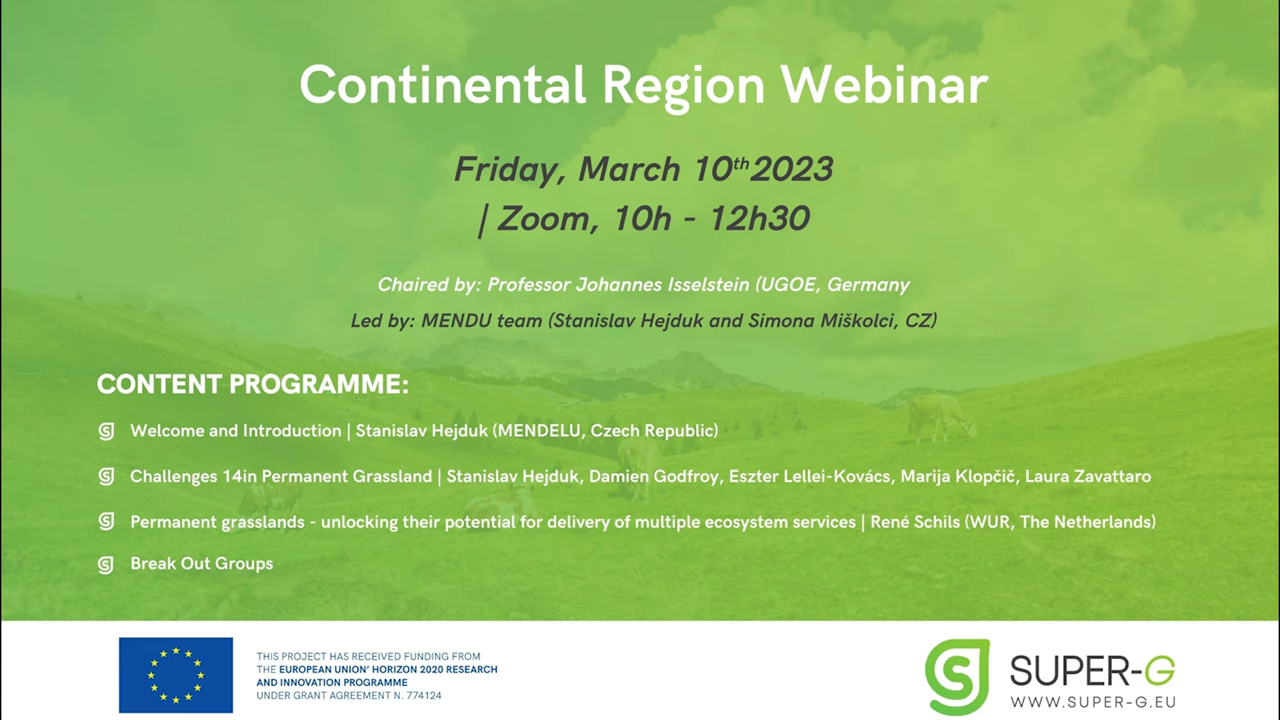 Continental Region Webinar
Friday, March 10th 2023
| Zoom, 10h - 12h30
Chaired by: Professor Johannes Isselstein (UGOE, Germany
Led by: MENDU team (Stanislav Hejduk and Simona Miškolci, CZ)
CONTENT PROGRAMME:
Welcome and Introduction | Stanislav Hejduk (MENDELU, Czech Republic)
Challenges 14in Permanent Grassland | Stanislav Hejduk, Damien Godfroy, Eszter Lellei-Kovács, Marija Klopčič, Laura Zavattaro
Permanent grasslands - unlocking their potential for delivery of multiple ecosystem services | René Schils (WUR, The Netherlands)
Break Out Groups
THIS PROJECT HAS RECEIVED FUNDING FROM
THE EUROPEAN UNION' HORIZON 2020 RESEARCH
AND INNOVATION PROGRAMME
UNDER GRANT AGREEMENT N. 774124
SUPER-G
WWW.SUPER-G.EU